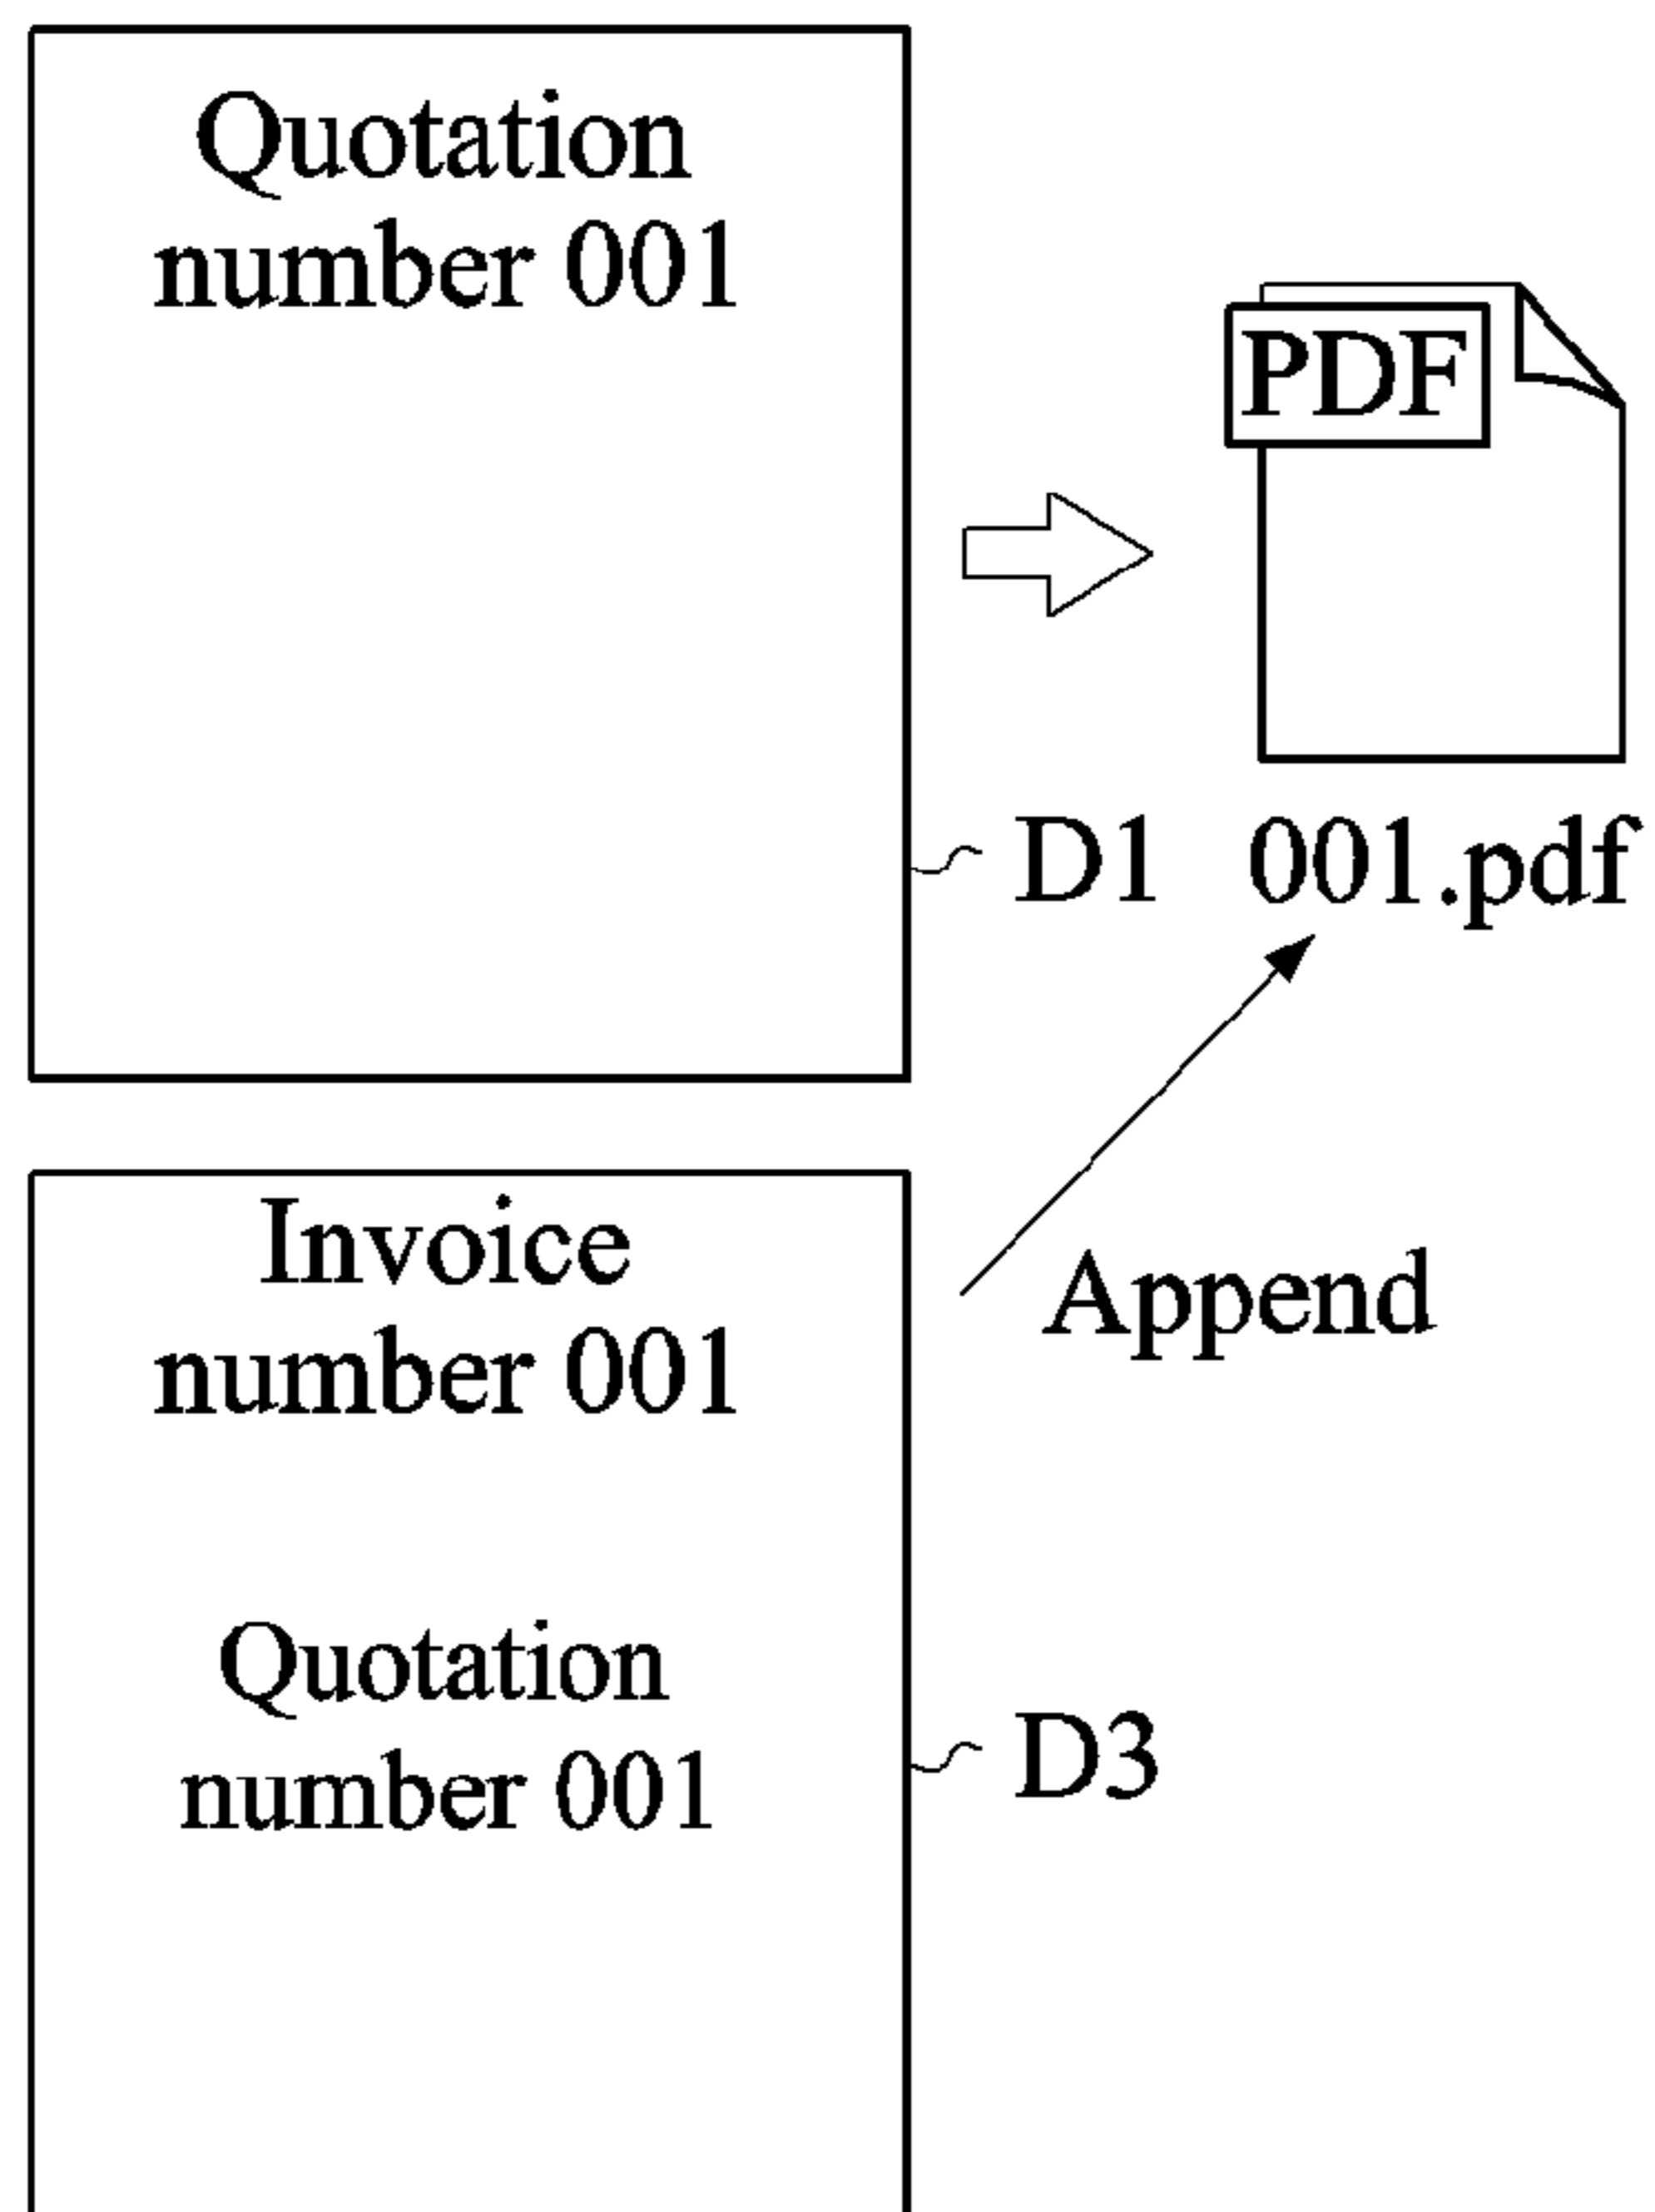 Quotation
number 001
PDF
D1
001.pdf
Invoice
number 001
Append
Quotation
number 001
D3